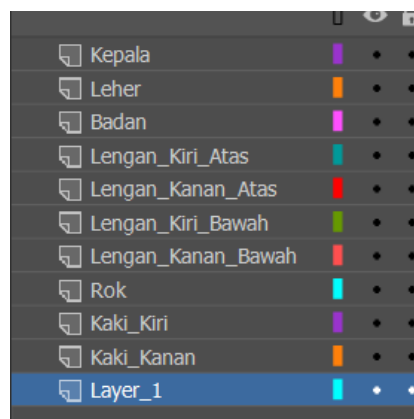 Kepala
Leher
Badan
Lengan_Kiri_Atas
Lengan_Kanan_Atas
Lengan_Kiri_Bawah
Lengan_Kanan_Bawah
Rok
Kaki_Kiri
Kaki_Kanan
Layer_1